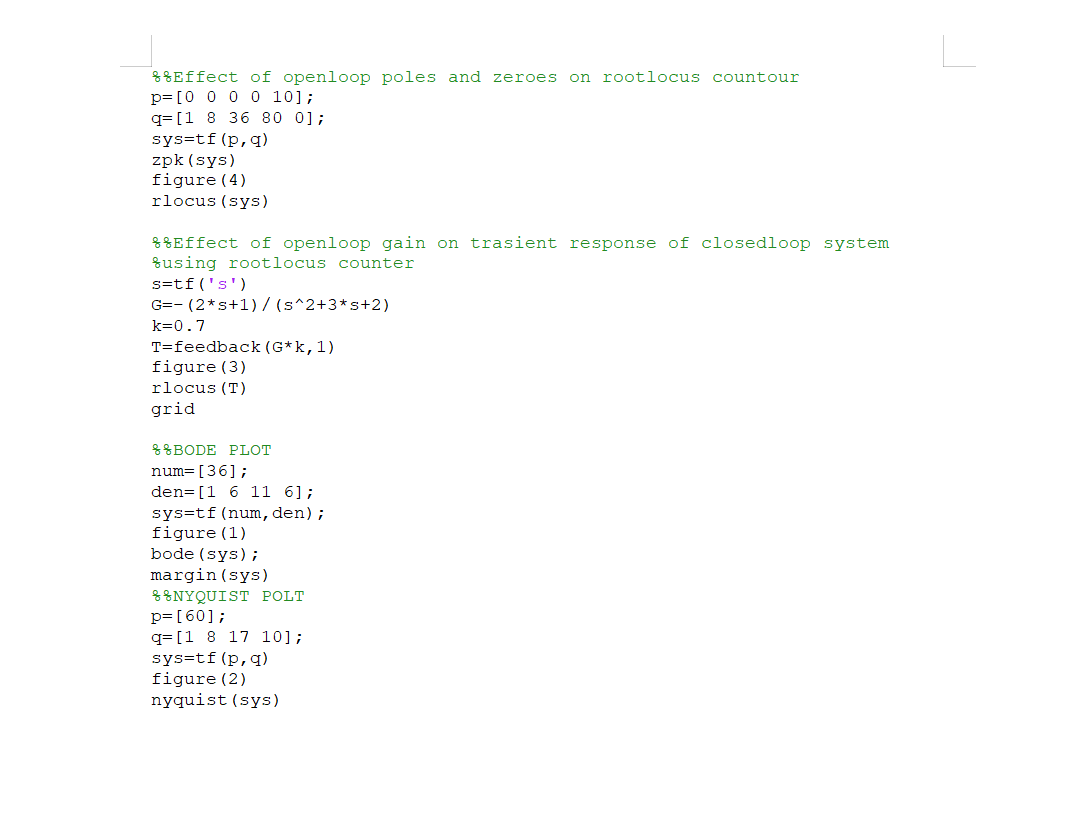 %%Effect of openloop poles and zeroes on rootlocus countour
p=[0 0 0 0 10];
q=[1 8 36 80 0];
sys=tf(p,q)
zpk(sys)
figure(4)
rlocus(sys)
%%Effect of openloop gain on trasient response of closedloop system
%using rootlocus counter
s=tf('s')
G=-(2*s+1)/(s^2+3*s+2)
k=0.7
T=feedback(G*k,1)
figure(3)
rlocus(T)
grid
%%BODE PLOT
num=[36];
den=[1 6 11 6];
sys=tf(num,den);
figure(1)
bode(sys);
margin(sys)
%%NYQUIST POLT
p=[60];
q=[1 8 17 10];
sys=tf(p,q)
figure(2)
nyquist(sys)